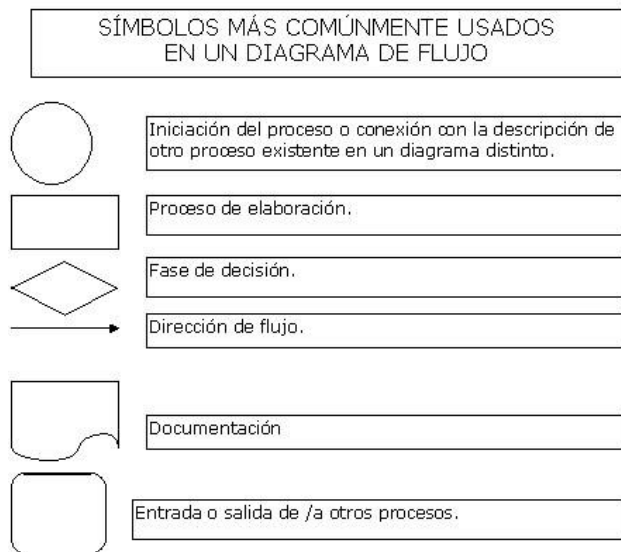 SÍMBOLOS MÁS COMÚNMENTE USADOS
EN UN DIAGRAMA DE FLUJO
Iniciación del proceso o conexión con la descripción de
otro proceso existente en un diagrama distinto.
Proceso de elaboración.
Fase de decisión.
Dirección de flujo.
Documentación
Entrada o salida de /a otros procesos.